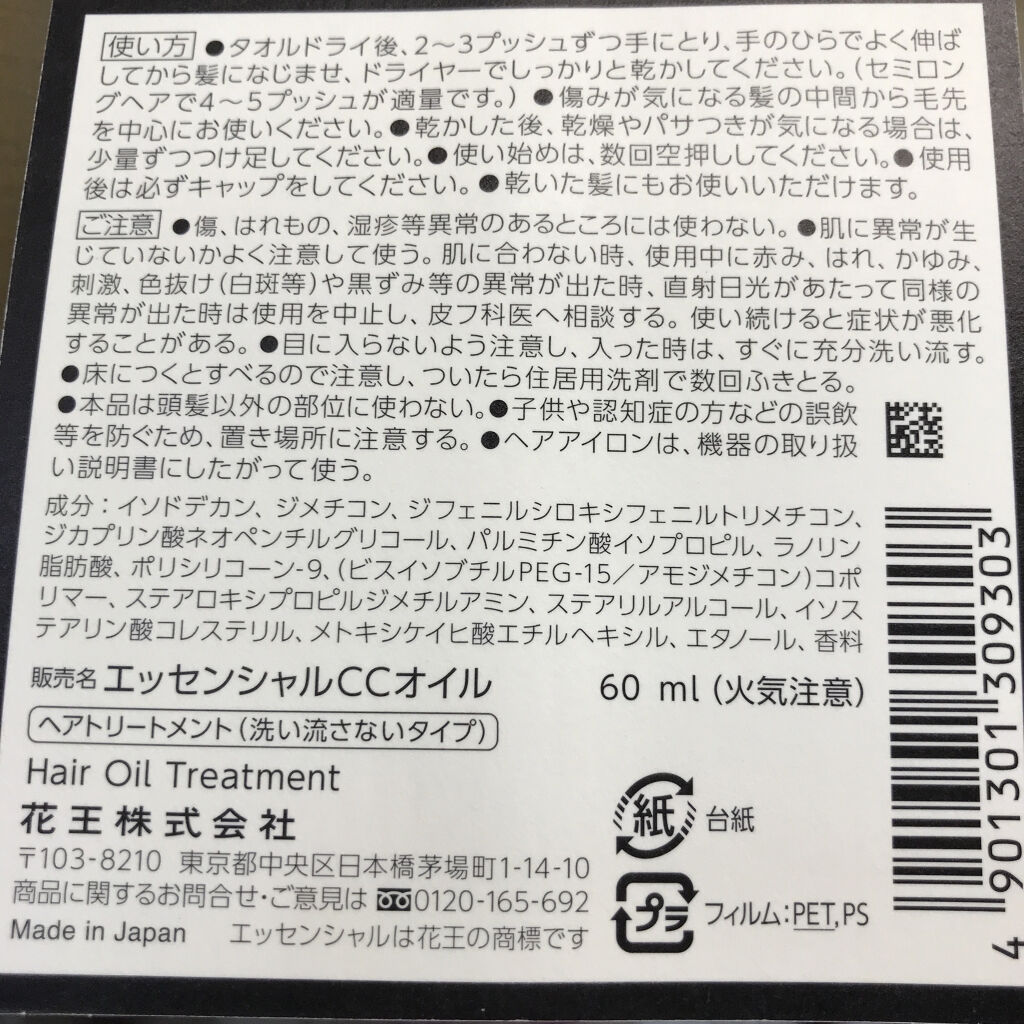 使い方 ●タオルドライ後、2〜3プッシュずつ手にとり、手のひらでよく伸ば
してから髪になじませ、ドライヤーでしっかりと乾かしてください。(セミロン
グヘアで4〜5プッシュが適量です。) ●傷みが気になる髪の中間から毛先
を中心にお使いください。●乾かした後、乾燥やパサつきが気になる場合は、
少量ずつつけ足してください。●使い始めは、数回空押ししてください。●使用
後は必ずキャップをしてください。●乾いた髪にもお使いいただけます。
ご注意 ●傷、はれもの、湿疹等異常のあるところには使わない。●肌に異常が生
じていないかよく注意して使う。肌に合わない時、使用中に赤み、はれ、かゆみ、
刺激、色抜け(白斑等)や黒ずみ等の異常が出た時、直射日光があたって同様の
異常が出た時は使用を中止し、皮フ科医へ相談する。使い続けると症状が悪化
することがある。●目に入らないよう注意し、入った時は、すぐに充分洗い流す。
●床につくとすべるので注意し、ついたら住居用洗剤で数回ふきとる。
●本品は頭髪以外の部位に使わない。●子供や認知症の方などの誤飲
等を防ぐため、置き場所に注意する。●ヘアアイロンは、機器の取り扱
い説明書にしたがって使う。
成分:イソドデカン、ジメチコン、ジフェニルシロキシフェニルトリメチコン、
ジカプリン酸ネオペンチルグリコール、パルミチン酸イソプロピル、ラノリン
脂肪酸、ポリシリコーン-9、(ビスイソブチルPEG-15/アモジメチコン)コポ
リマー、ステアロキシプロピルジメチルアミン、ステアリルアルコール、イソス
テアリン酸コレステリル、メトキシケイヒ酸エチルヘキシル、エタノール、香料
販売名 エッセンシャルCCオイル 60 ml (火気注意)
ヘアトリートメント(洗い流さないタイプ)
Hair Oil Treatment
花王株式会社
〒103-8210 東京都中央区日本橋茅場町1-14-10
商品に関するお問合せ・ご意見は 0120-165-692
Made in Japan エッセンシャルは花王の商標です
紙 台紙
プラ フィルム:PET,PS
4 901301 309303